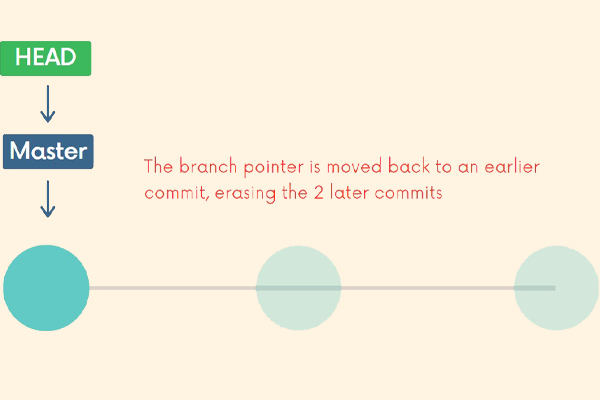 HEAD
Master
The branch pointer is moved back to an earlier
commit, erasing the 2 later commits